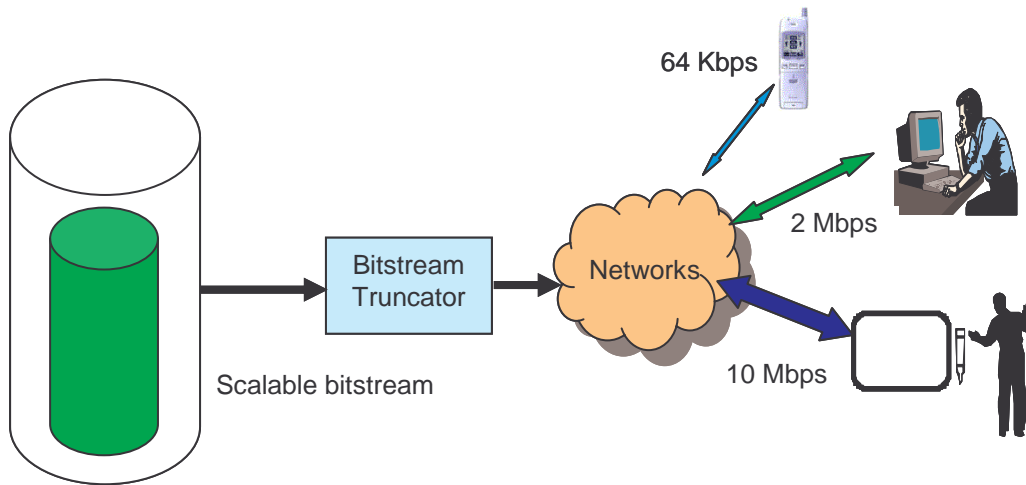 64 Kbps
2 Mbps
Bitstream
Truncator
Networks
10 Mbps
Scalable bitstream